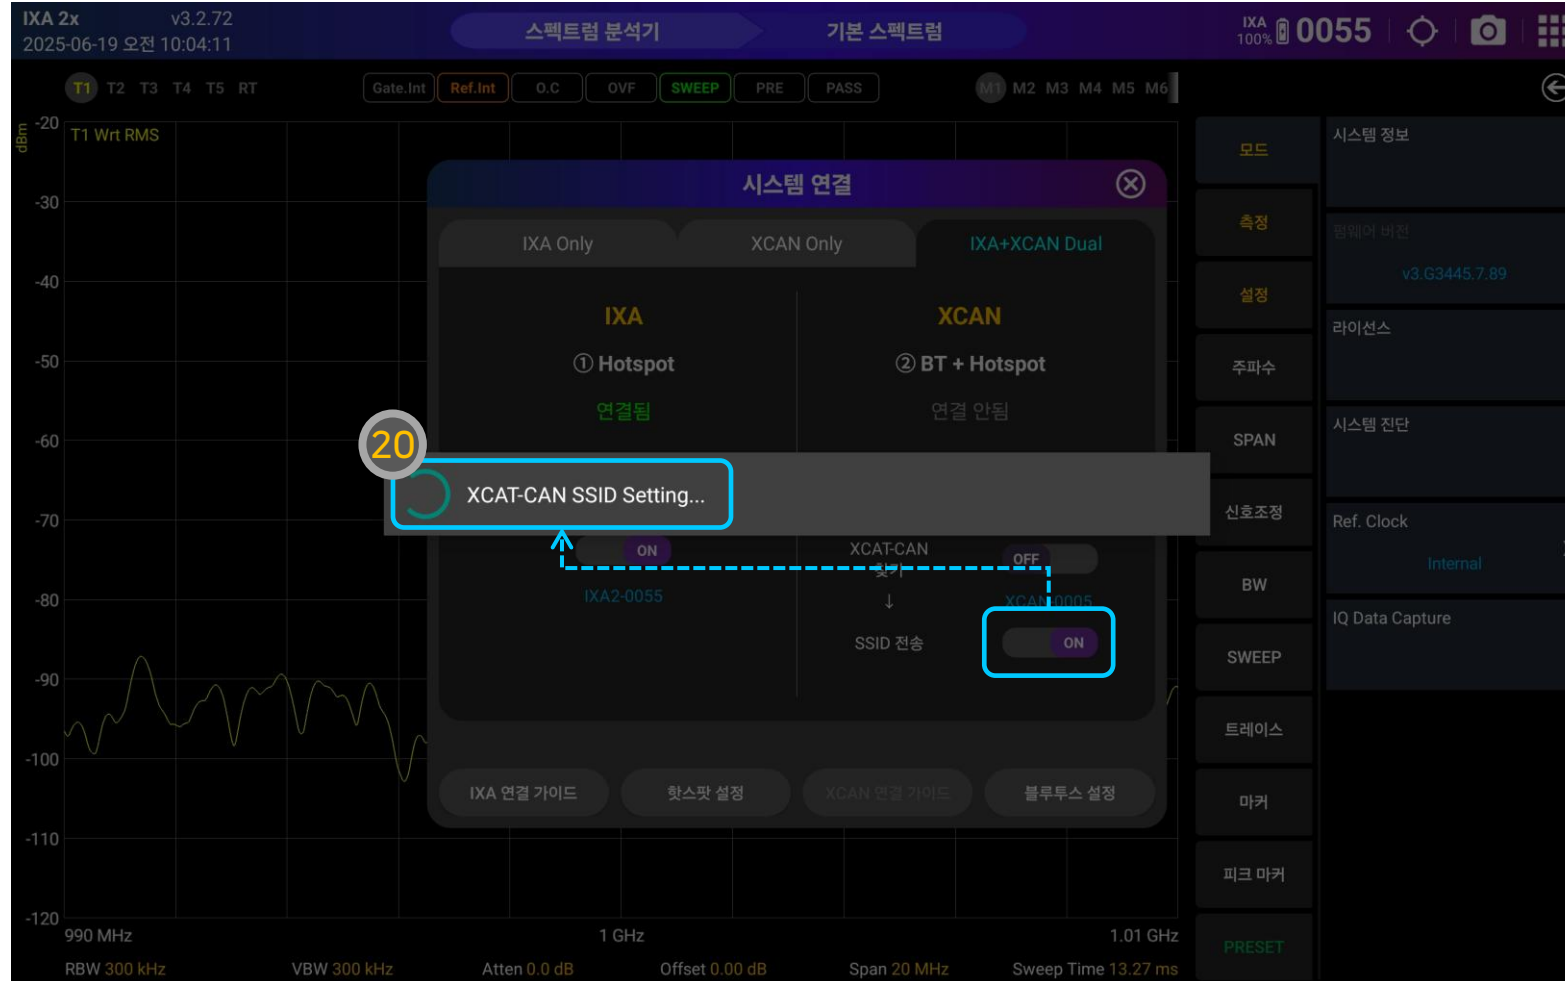 IXA 2x v3.2.72
2025-06-19 오전 10:04:11
스펙트럼 분석기 기본 스펙트럼
IXA 100% 0055
T1 T2 T3 T4 T5 RT
Gate.Int Ref.Int O.C OVF SWEEP PRE PASS
M1 M2 M3 M4 M5 M6
dBm
T1 Wrt RMS
-20
-30
-40
-50
-60
-70
-80
-90
-100
-110
-120
시스템 연결
IXA Only XCAN Only IXA+XCAN Dual
IXA
① Hotspot
연결됨
XCAN
② BT + Hotspot
연결 안됨
20
XCAT-CAN SSID Setting...
ON
IXA2-0055
XCAT-CAN
찾기
OFF
↓
XCAN-0005
SSID 전송
ON
IXA 연결 가이드 핫스팟 설정 XCAN 연결 가이드 블루투스 설정
모드
측정
설정
주파수
SPAN
신호조정
BW
SWEEP
트레이스
마커
피크 마커
PRESET
시스템 정보
펌웨어 버전
v3.G3445.7.89
라이선스
시스템 진단
Ref. Clock
Internal
IQ Data Capture
990 MHz 1 GHz 1.01 GHz
RBW 300 kHz VBW 300 kHz Atten 0.0 dB Offset 0.00 dB Span 20 MHz Sweep Time 13.27 ms